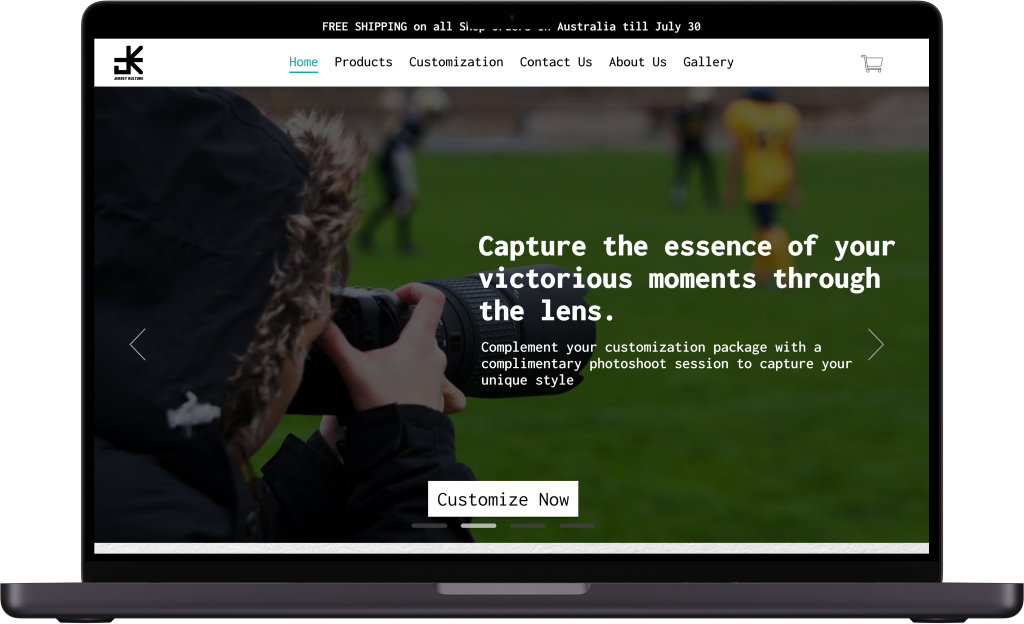 FREE SHIPPING on all Shop orders in Australia till July 30
JK
JERSEY KULTURE
Home Products Customization Contact Us About Us Gallery
Capture the essence of your
victorious moments through
the lens.
Complement your customization package with a
complimentary photoshoot session to capture your
unique style
Customize Now